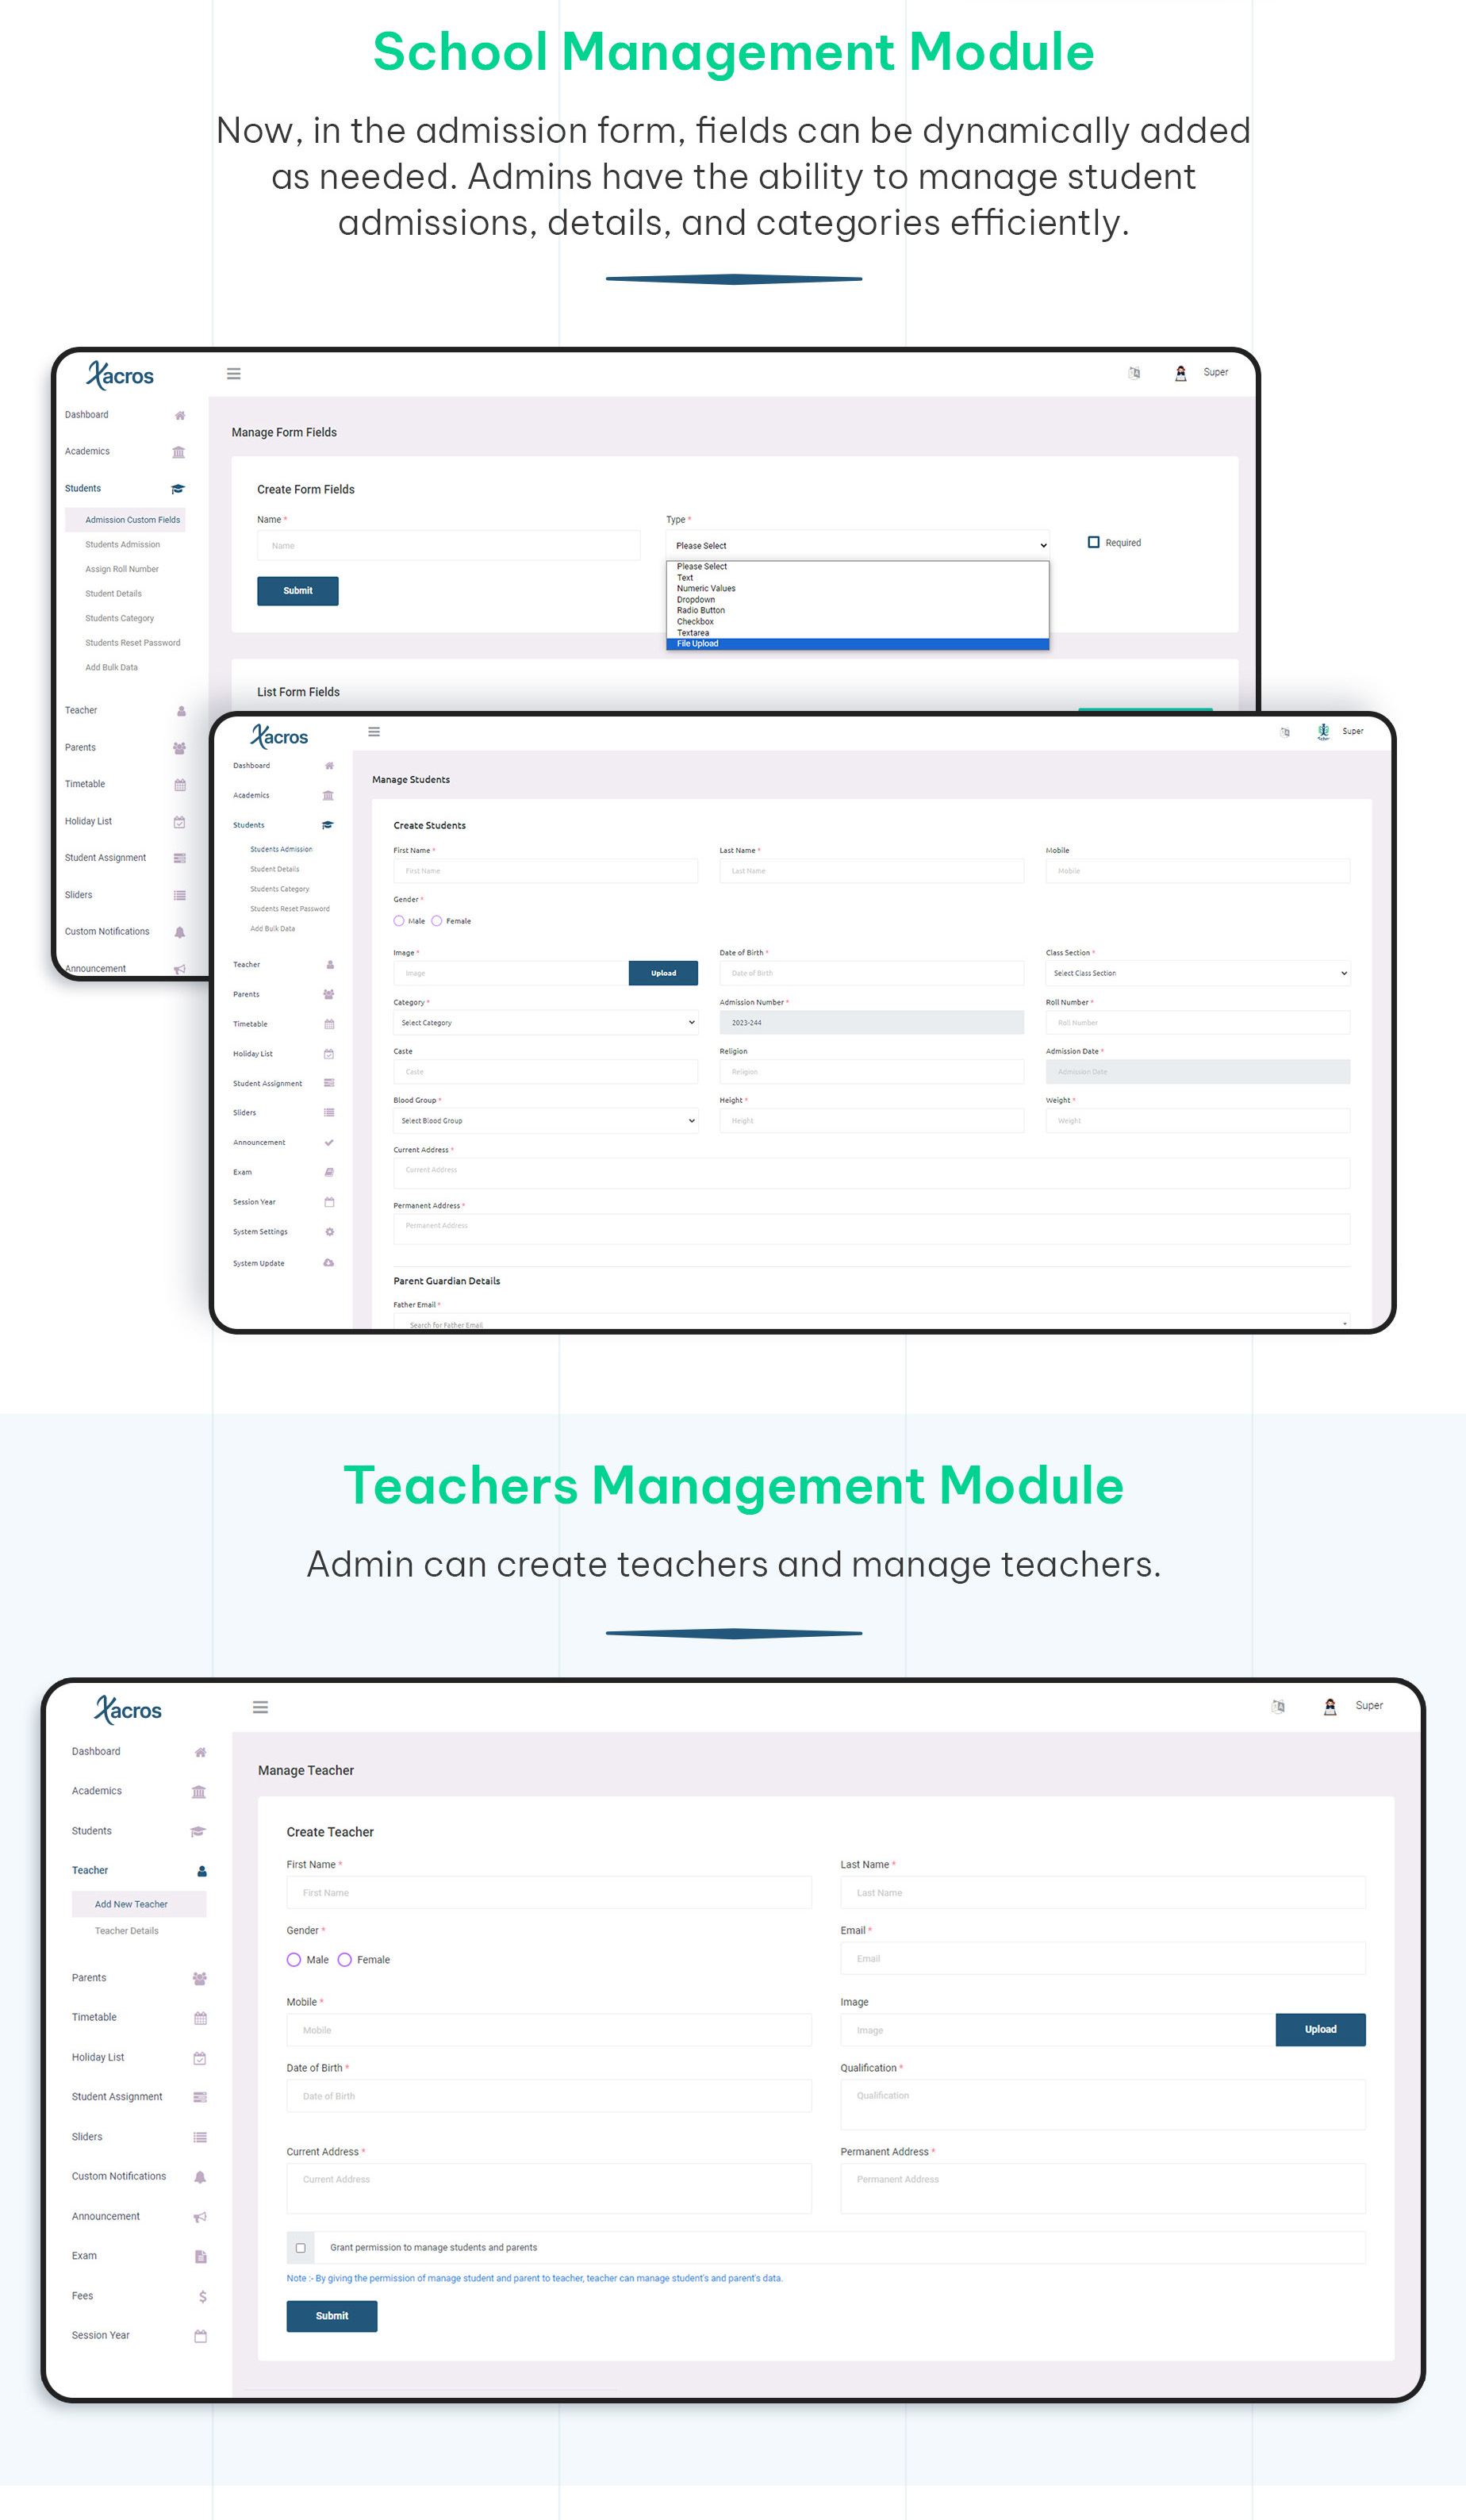 School Management Module
Now, in the admission form, fields can be dynamically added
as needed. Admins have the ability to manage student
admissions, details, and categories efficiently.
Xacros
Super
Dashboard
Academics
Students
Admission Custom Fields
Students Admission
Assign Roll Number
Student Details
Students Category
Students Reset Password
Add Bulk Data
Teacher
Parents
Timetable
Holiday List
Student Assignment
Sliders
Custom Notifications
Announcement
Manage Form Fields
Create Form Fields
Name * Type *
Name Please Select Required
Please Select
Text
Numeric Values
Dropdown
Radio Button
Checkbox
Textarea
File Upload
Submit
List Form Fields
Xacros
Super
Dashboard
Academics
Students
Students Admission
Student Details
Students Category
Students Reset Password
Add Bulk Data
Teacher
Parents
Timetable
Holiday List
Student Assignment
Sliders
Announcement
Exam
Session Year
System Settings
System Update
Manage Students
Create Students
First Name * Last Name * Mobile
First Name Last Name Mobile
Gender *
Male Female
Image * Date of Birth * Class Section *
Image Upload Date of Birth Select Class Section
Category * Admission Number * Roll Number *
Select Category 2023-244 Roll Number
Caste Religion Admission Date *
Caste Religion Admission Date
Blood Group * Height * Weight *
Select Blood Group Height Weight
Current Address *
Current Address
Permanent Address *
Permanent Address
Parent Guardian Details
Father Email *
Search for Father Email
Teachers Management Module
Admin can create teachers and manage teachers.
Xacros
Super
Dashboard
Academics
Students
Teacher
Add New Teacher
Teacher Details
Parents
Timetable
Holiday List
Student Assignment
Sliders
Custom Notifications
Announcement
Exam
Fees
Session Year
Manage Teacher
Create Teacher
First Name * Last Name *
First Name Last Name
Gender * Email *
Male Female Email
Mobile * Image
Mobile Image Upload
Date of Birth * Qualification *
Date of Birth Qualification
Current Address * Permanent Address *
Current Address Permanent Address
Grant permission to manage students and parents
Note :- By giving the permission of manage student and parent to teacher, teacher can manage student's and parent's data.
Submit